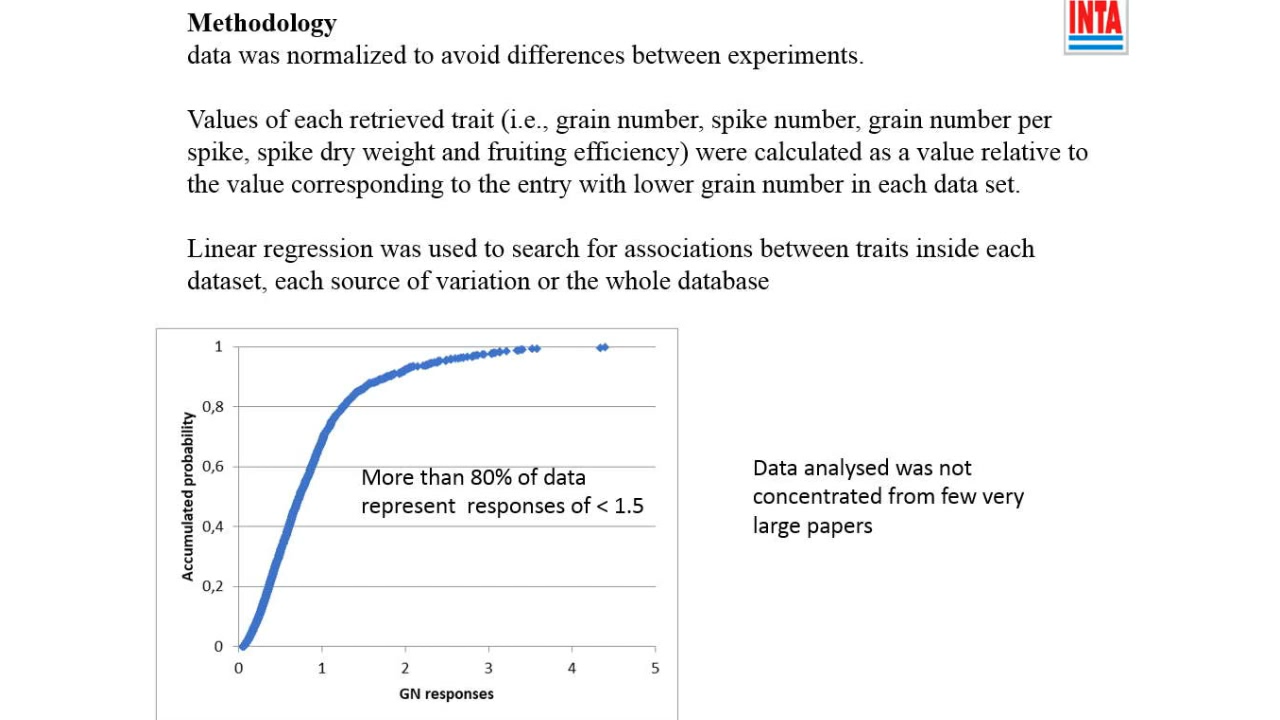 Methodology
INTA
data was normalized to avoid differences between experiments.
Values of each retrieved trait (i.e., grain number, spike number, grain number per
spike, spike dry weight and fruiting efficiency) were calculated as a value relative to
the value corresponding to the entry with lower grain number in each data set.
Linear regression was used to search for associations between traits inside each
dataset, each source of variation or the whole database
1
0,8
0,6
0,4
0,2
0
Accumulated probability
More than 80% of data
represent responses of < 1.5
0 1 2 3 4 5
GN responses
Data analysed was not
concentrated from few very
large papers